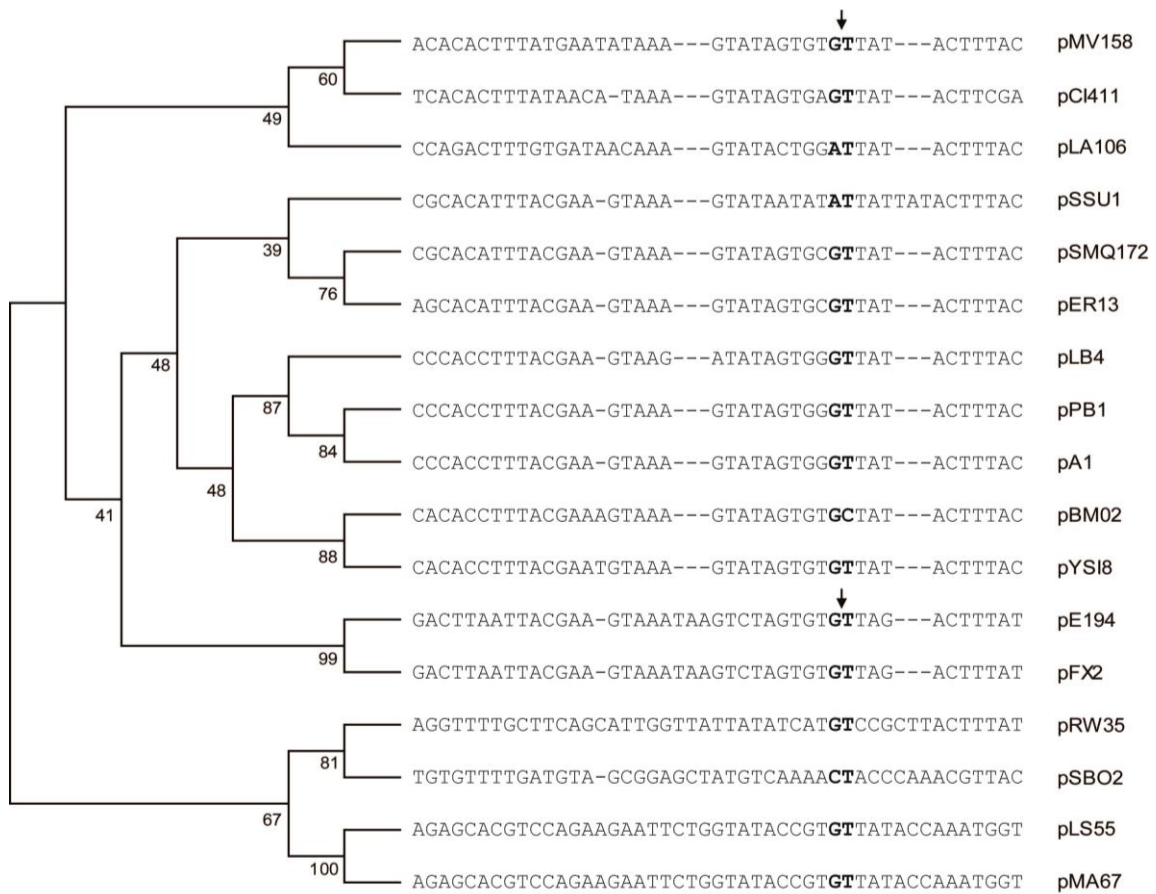 ACACACTTTATGAATATAAA---GTATAGTGTGTTAT---ACTTTAC pMV158
60
TCACACTTTATAACA-TAAA---GTATAGTGAGTTAT---ACTTCGA pCI411
49
CCAGACTTTGTGATAACAAA---GTATACTGGATTAT---ACTTTAC pLA106
CGCACATTTACGAA-GTAAA---GTATAATATATTATTATACTTTAC pSSU1
39
CGCACATTTACGAA-GTAAA---GTATAGTGCGTTAT---ACTTTAC pSMQ172
76
AGCACATTTACGAA-GTAAA---GTATAGTGCGTTAT---ACTTTAC pER13
48
CCCACCTTTACGAA-GTAAG---ATATAGTGGGTTAT---ACTTTAC pLB4
87
CCCACCTTTACGAA-GTAAA---GTATAGTGGGTTAT---ACTTTAC pPB1
84
CCCACCTTTACGAA-GTAAA---GTATAGTGGGTTAT---ACTTTAC pA1
48
41
CACACCTTTACGAAAGTAAA---GTATAGTGTGCTAT---ACTTTAC pBM02
88
CACACCTTTACGAATGTAAA---GTATAGTGTGTTAT---ACTTTAC pYSI8
GACTTAATTACGAA-GTAAATAAGTCTAGTGTGTTAG---ACTTTAT pE194
99
GACTTAATTACGAA-GTAAATAAGTCTAGTGTGTTAG---ACTTTAT pFX2
AGGTTTTGCTTCAGCATTGGTTATTATATCATGTCCGCTTACTTTAT pRW35
81
TGTGTTTTGATGTA-GCGGAGCTATGTCAAAACTACCCAAACGTTAC pSBO2
67
AGAGCACGTCCAGAAGAATTCTGGTATACCGTGTTATACCAAATGGT pLS55
100
AGAGCACGTCCAGAAGAATTCTGGTATACCGTGTTATACCAAATGGT pMA67